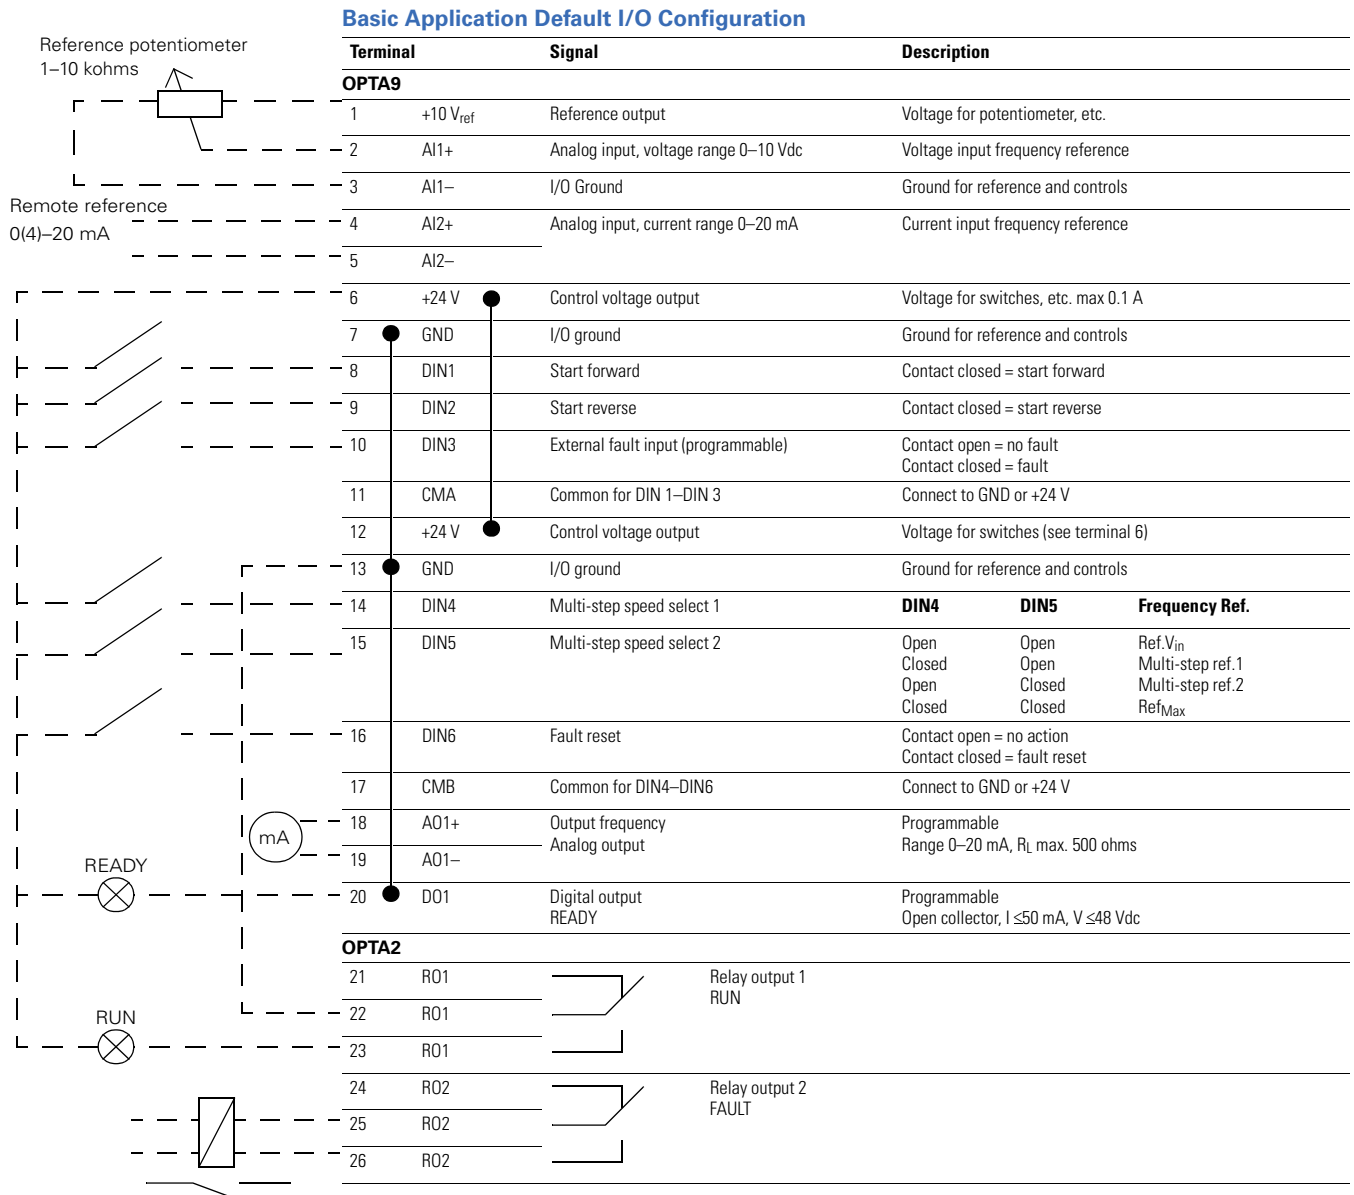 Basic Application Default I/O Configuration
Reference potentiometer
1–10 kohms
Terminal Signal Description
OPTA9
1 +10 Vref Reference output Voltage for potentiometer, etc.
2 AI1+ Analog input, voltage range 0–10 Vdc Voltage input frequency reference
3 AI1– I/O Ground Ground for reference and controls
Remote reference
0(4)–20 mA
4 AI2+ Analog input, current range 0–20 mA Current input frequency reference
5 AI2–
6 +24 V Control voltage output Voltage for switches, etc. max 0.1 A
7 GND I/O ground Ground for reference and controls
8 DIN1 Start forward Contact closed = start forward
9 DIN2 Start reverse Contact closed = start reverse
10 DIN3 External fault input (programmable) Contact open = no fault
Contact closed = fault
11 CMA Common for DIN 1–DIN 3 Connect to GND or +24 V
12 +24 V Control voltage output Voltage for switches (see terminal 6)
13 GND I/O ground Ground for reference and controls
14 DIN4 Multi-step speed select 1 DIN4 DIN5 Frequency Ref.
15 DIN5 Multi-step speed select 2 Open Open Ref.Vin
Closed Open Multi-step ref.1
Open Closed Multi-step ref.2
Closed Closed RefMax
16 DIN6 Fault reset Contact open = no action
Contact closed = fault reset
17 CMB Common for DIN4–DIN6 Connect to GND or +24 V
mA
18 AO1+ Output frequency Programmable
Analog output Range 0–20 mA, RL max. 500 ohms
19 AO1–
READY
20 DO1 Digital output Programmable
READY Open collector, I ≤50 mA, V ≤48 Vdc
OPTA2
21 RO1 Relay output 1
RUN
22 RO1
RUN
23 RO1
24 RO2 Relay output 2
FAULT
25 RO2
26 RO2